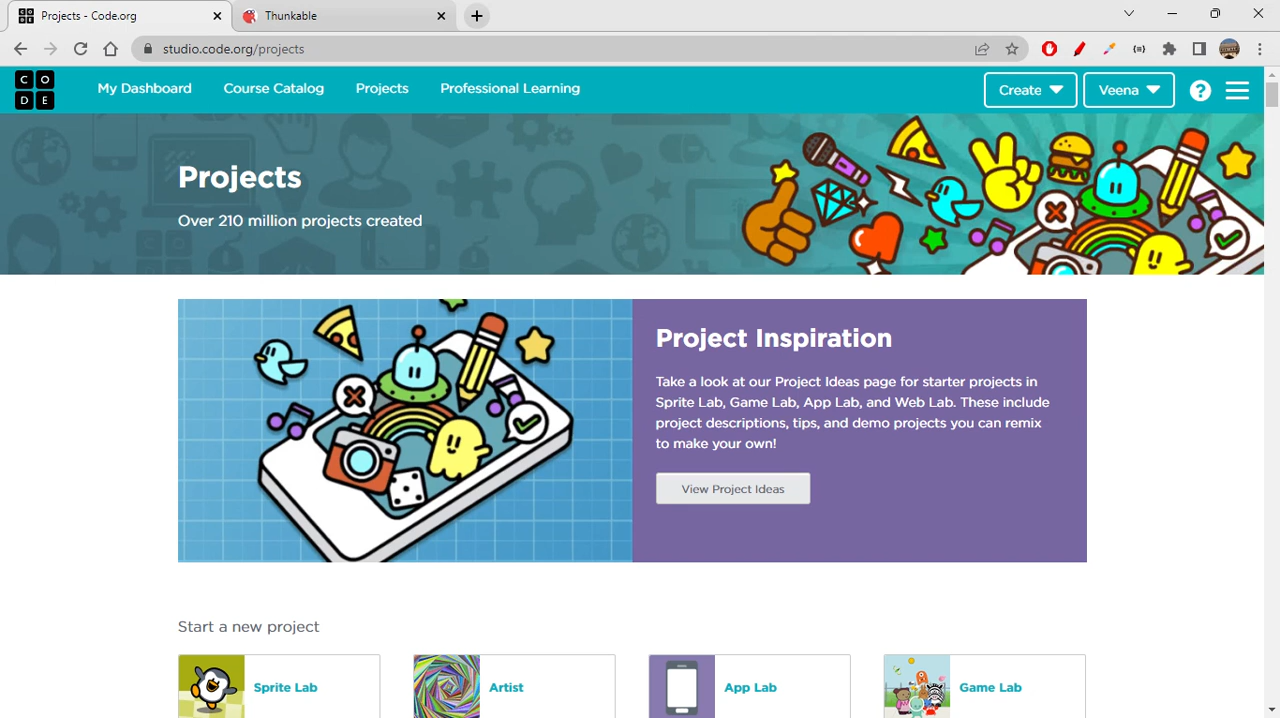 Projects - Code.org
Thunkable
studio.code.org/projects
C O
D E
My Dashboard
Course Catalog
Projects
Professional Learning
Create
Veena
?
Projects
Over 210 million projects created
Project Inspiration
Take a look at our Project Ideas page for starter projects in
Sprite Lab, Game Lab, App Lab, and Web Lab. These include
project descriptions, tips, and demo projects you can remix
to make your own!
View Project Ideas
Start a new project
Sprite Lab
Artist
App Lab
Game Lab